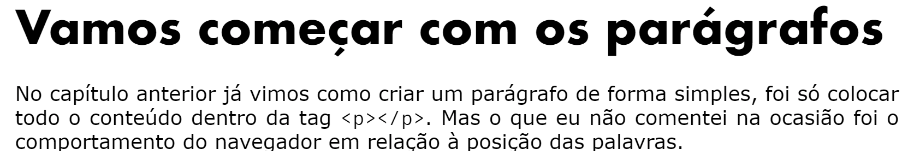 Vamos começar com os parágrafos
No capítulo anterior já vimos como criar um parágrafo de forma simples, foi só colocar
todo o conteúdo dentro da tag <p></p>. Mas o que eu não comentei na ocasião foi o
comportamento do navegador em relação à posição das palavras.